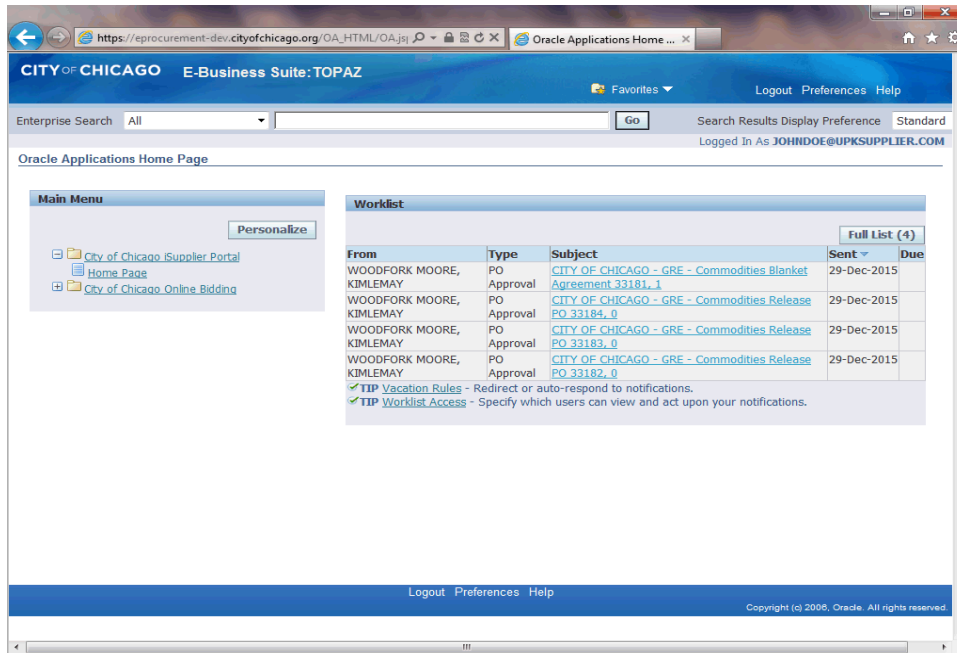 https://eprocurement-dev.cityofchicago.org/OA_HTML/OA.jsp
Oracle Applications Home ...
CITY OF CHICAGO E-Business Suite: TOPAZ
Favorites
Logout Preferences Help
Enterprise Search All Go Search Results Display Preference Standard
Logged In As JOHNDOE@UPKSUPPLIER.COM
Oracle Applications Home Page
Main Menu
Personalize
City of Chicago iSupplier Portal
Home Page
City of Chicago Online Bidding
Worklist
Full List (4)
From Type Subject Sent Due
WOODFORK MOORE, PO CITY OF CHICAGO - GRE - Commodities Blanket 29-Dec-2015
KIMLEMAY Approval Agreement 33181, 1
WOODFORK MOORE, PO CITY OF CHICAGO - GRE - Commodities Release 29-Dec-2015
KIMLEMAY Approval PO 33184, 0
WOODFORK MOORE, PO CITY OF CHICAGO - GRE - Commodities Release 29-Dec-2015
KIMLEMAY Approval PO 33183, 0
WOODFORK MOORE, PO CITY OF CHICAGO - GRE - Commodities Release 29-Dec-2015
KIMLEMAY Approval PO 33182, 0
TIP Vacation Rules - Redirect or auto-respond to notifications.
TIP Worklist Access - Specify which users can view and act upon your notifications.
Logout Preferences Help
Copyright (c) 2006, Oracle. All rights reserved.